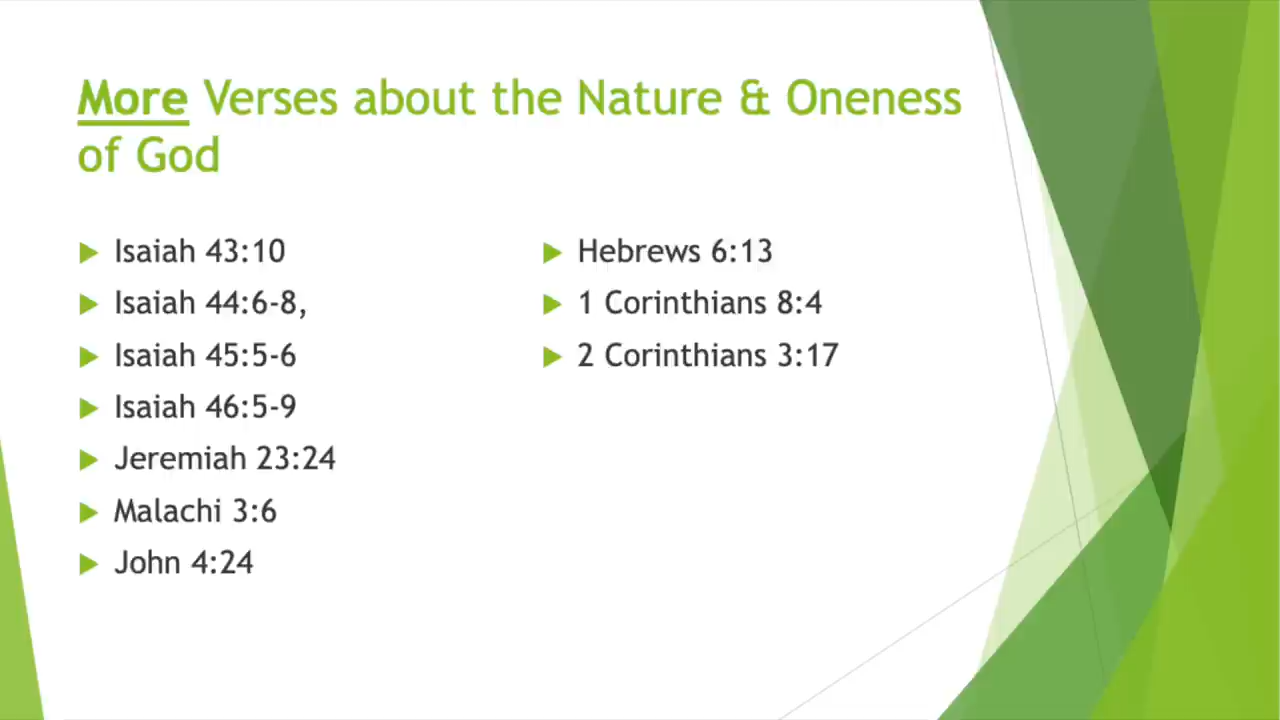 More Verses about the Nature & Oneness
of God
Isaiah 43:10
Isaiah 44:6-8,
Isaiah 45:5-6
Isaiah 46:5-9
Jeremiah 23:24
Malachi 3:6
John 4:24
Hebrews 6:13
1 Corinthians 8:4
2 Corinthians 3:17